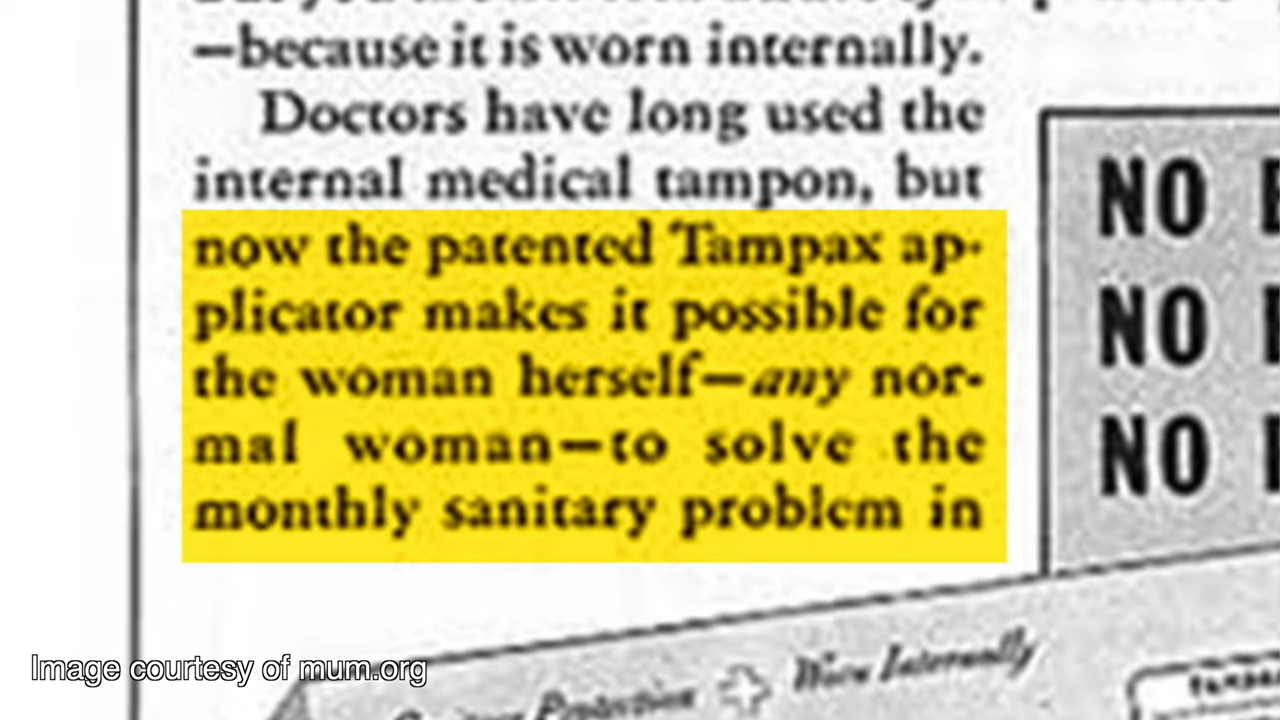 —because it is worn internally.
Doctors have long used the
internal medical tampon, but
now the patented Tampax ap-
plicator makes it possible for
the woman herself—any nor-
mal woman—to solve the
monthly sanitary problem in
NO
NO
NO
Protection Worn Internally
Image courtesy of mum.org